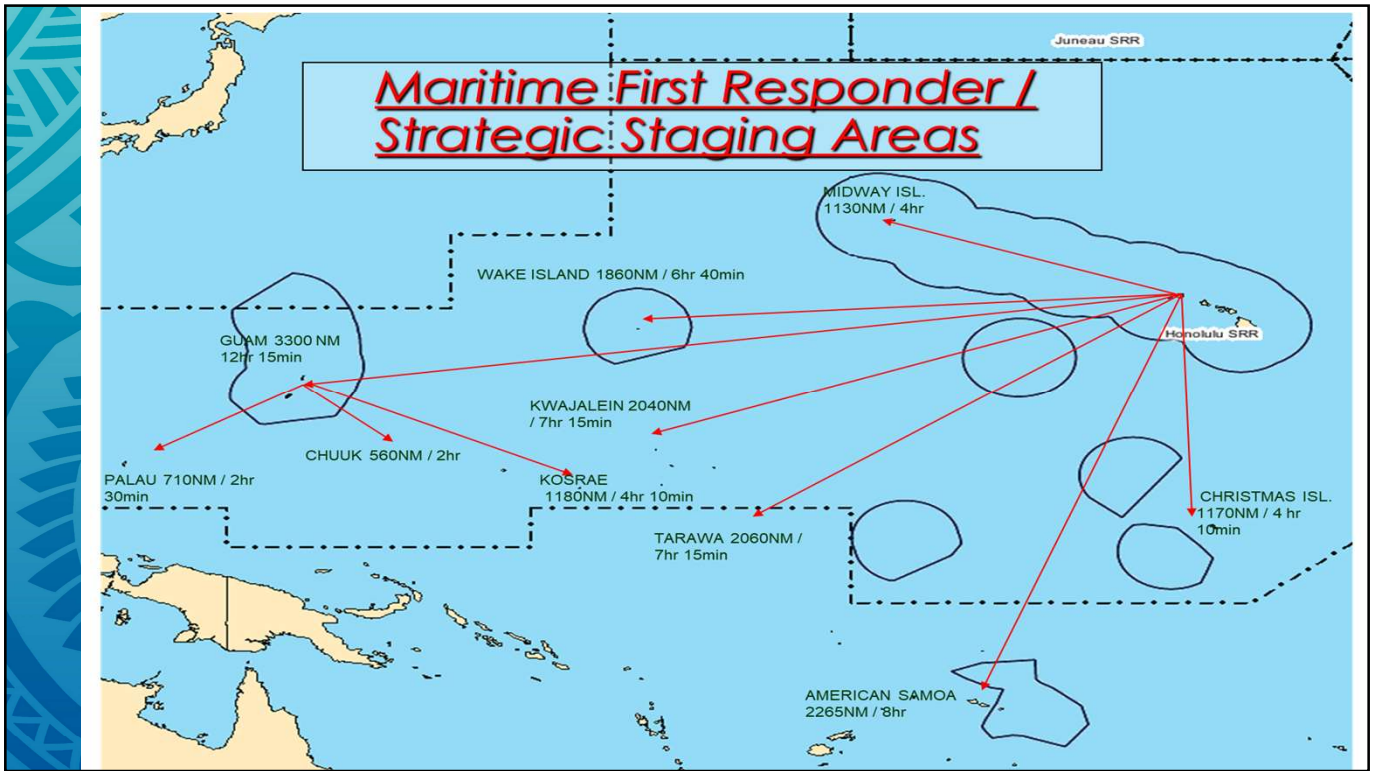 Juneau SRR
Maritime First Responder /
Strategic Staging Areas
MIDWAY ISL.
1130NM / 4hr
WAKE ISLAND 1860NM / 6hr 40min
Honolulu SRR
GUAM 3300 NM
12hr 15min
KWAJALEIN 2040NM
/ 7hr 15min
CHUUK 560NM / 2hr
PALAU 710NM / 2hr
30min
KOSRAE
1180NM / 4hr 10min
CHRISTMAS ISL.
1170NM / 4 hr
10min
TARAWA 2060NM /
7hr 15min
AMERICAN SAMOA
2265NM / 8hr